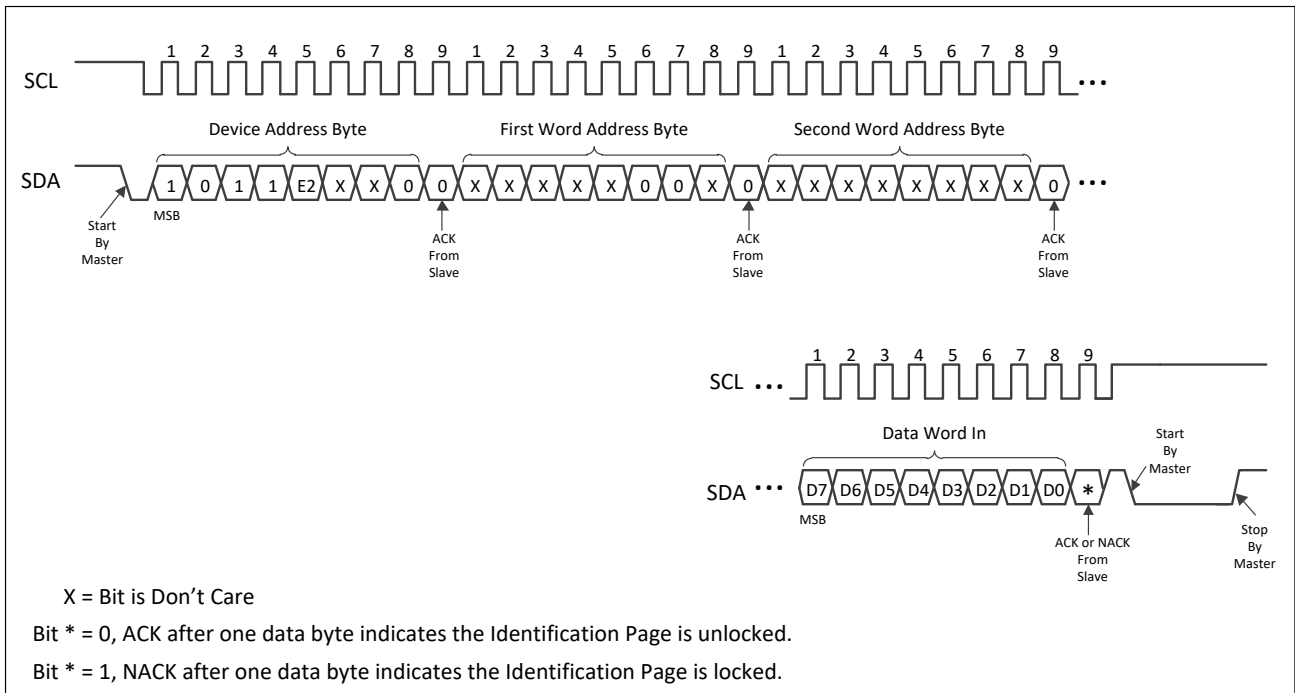 1 2 3 4 5 6 7 8 9 1 2 3 4 5 6 7 8 9 1 2 3 4 5 6 7 8 9
SCL ...
Device Address Byte First Word Address Byte Second Word Address Byte
SDA 1 0 1 1 E2 X X 0 0 X X X X X 0 0 X 0 X X X X X X X X 0 ...
MSB
Start
By
Master
ACK
From
Slave
ACK
From
Slave
ACK
From
Slave
1 2 3 4 5 6 7 8 9
SCL ...
Data Word In
Start
By
Master
SDA ... D7 D6 D5 D4 D3 D2 D1 D0 *
MSB
ACK or NACK
From
Slave
Stop
By
Master
X = Bit is Don’t Care
Bit * = 0, ACK after one data byte indicates the Identification Page is unlocked.
Bit * = 1, NACK after one data byte indicates the Identification Page is locked.